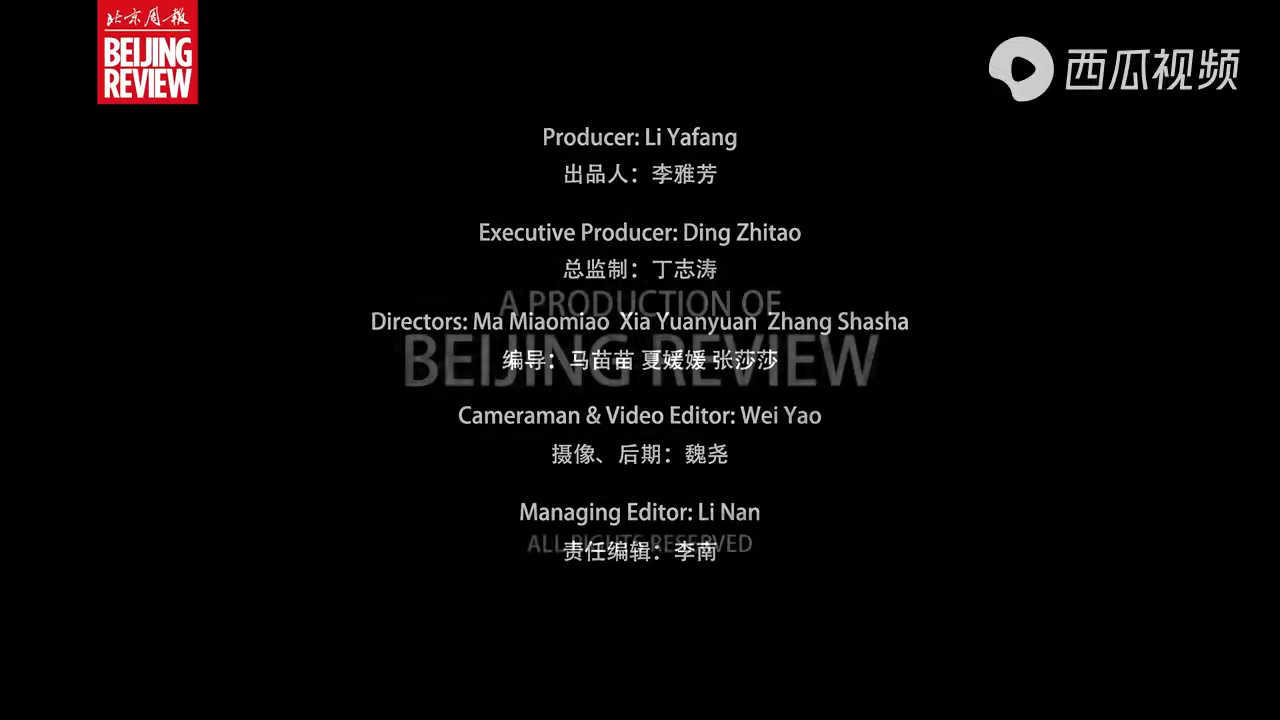 北京周报
BEIJING
REVIEW
西瓜视频
Producer: Li Yafang
出品人：李雅芳
Executive Producer: Ding Zhitao
总监制：丁志涛
A PRODUCTION OF
Directors: Ma Miaomiao Xia Yuanyuan Zhang Shasha
BEIJING REVIEW
编导：马苗苗 夏媛媛 张莎莎
Cameraman & Video Editor: Wei Yao
摄像、后期：魏尧
Managing Editor: Li Nan
ALL RIGHTS RESERVED
责任编辑：李南